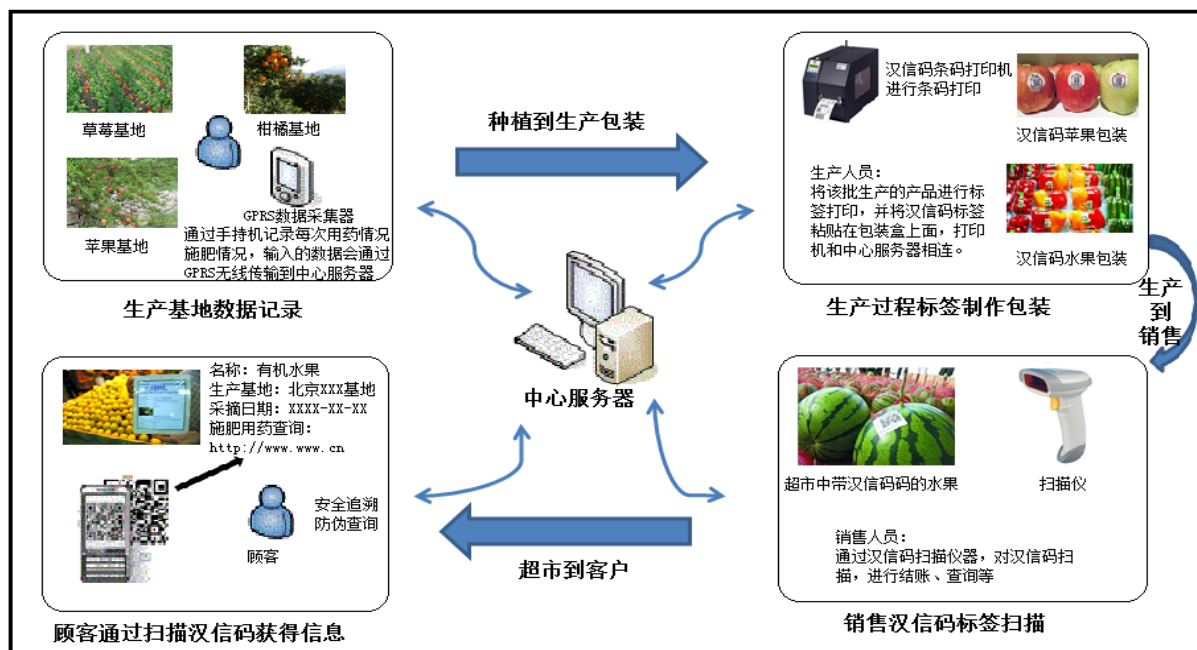 草莓基地
柑橘基地
苹果基地
GPRS数据采集器
通过手持机记录每次用药情况
施肥情况，输入的数据会通过
GPRS无线传输到中心服务器
生产基地数据记录
种植到生产包装
汉信码条码打印机
进行条码打印
汉信码苹果包装
生产人员：
将该批生产的产品进行标
签打印，并将汉信码标签
粘贴在包装盒上面，打印
机和中心服务器相连。
汉信码水果包装
生产过程标签制作包装
生产
到
销售
中心服务器
名称：有机水果
生产基地：北京XXX基地
采摘日期：XXXX-XX-XX
施肥用药查询：
http://www.www.cn
安全追溯
防伪查询
顾客
顾客通过扫描汉信码获得信息
超市到客户
超市中带汉信码码的水果
扫描仪
销售人员：
通过汉信码扫描仪器，对汉信码扫
描，进行结账、查询等
销售汉信码标签扫描